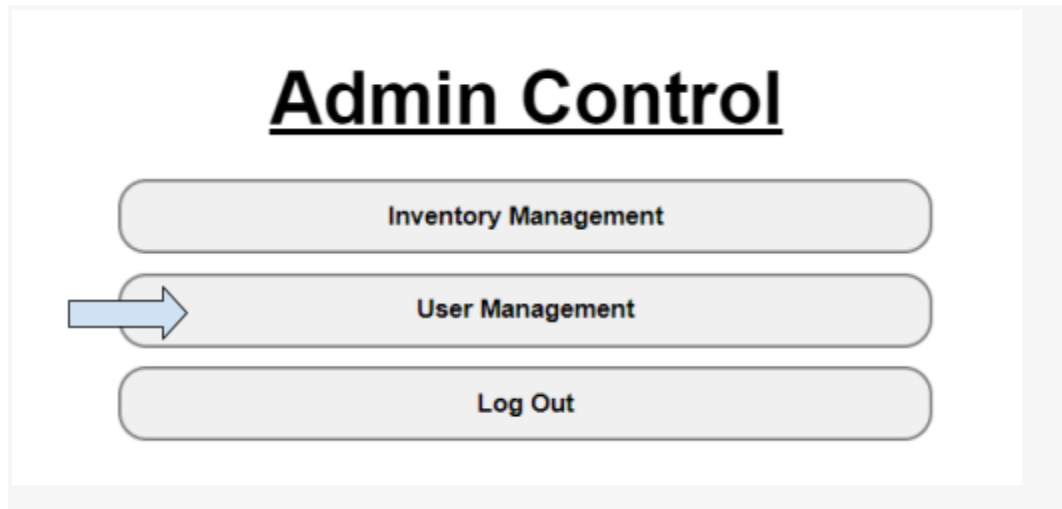 Admin Control
Inventory Management
User Management
Log Out